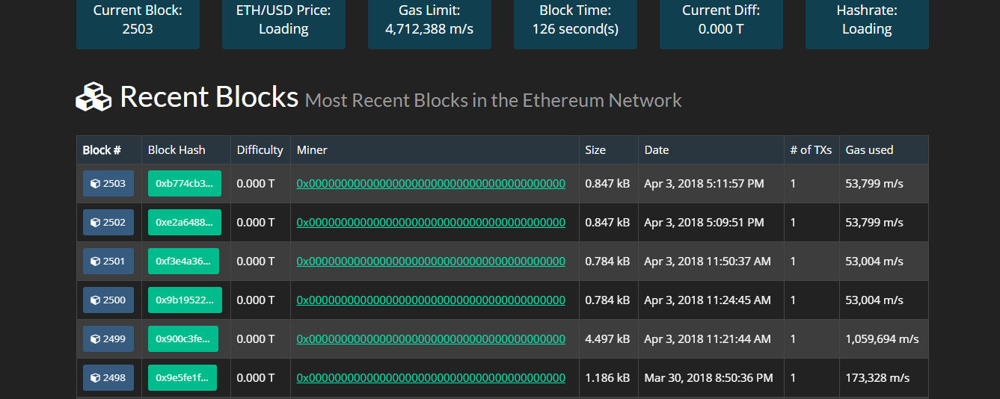 Current Block: ETH/USD Price: Gas Limit: Block Time: Current Diff: Hashrate:
2503 Loading 4,712,388 m/s 126 second(s) 0.000 T Loading
Recent Blocks Most Recent Blocks in the Ethereum Network
Block # Block Hash Difficulty Miner Size Date # of TXs Gas used
2503 0xb774cb3... 0.000 T 0x0000000000000000000000000000000000000000 0.847 kB Apr 3, 2018 5:11:57 PM 1 53,799 m/s
2502 0xe2a6488... 0.000 T 0x0000000000000000000000000000000000000000 0.847 kB Apr 3, 2018 5:09:51 PM 1 53,799 m/s
2501 0xf3e4a36... 0.000 T 0x0000000000000000000000000000000000000000 0.784 kB Apr 3, 2018 11:50:37 AM 1 53,004 m/s
2500 0x9b19522... 0.000 T 0x0000000000000000000000000000000000000000 0.784 kB Apr 3, 2018 11:24:45 AM 1 53,004 m/s
2499 0x900c3fe... 0.000 T 0x0000000000000000000000000000000000000000 4.497 kB Apr 3, 2018 11:21:44 AM 1 1,059,694 m/s
2498 0x9e5fe1f... 0.000 T 0x0000000000000000000000000000000000000000 1.186 kB Mar 30, 2018 8:50:36 PM 1 173,328 m/s